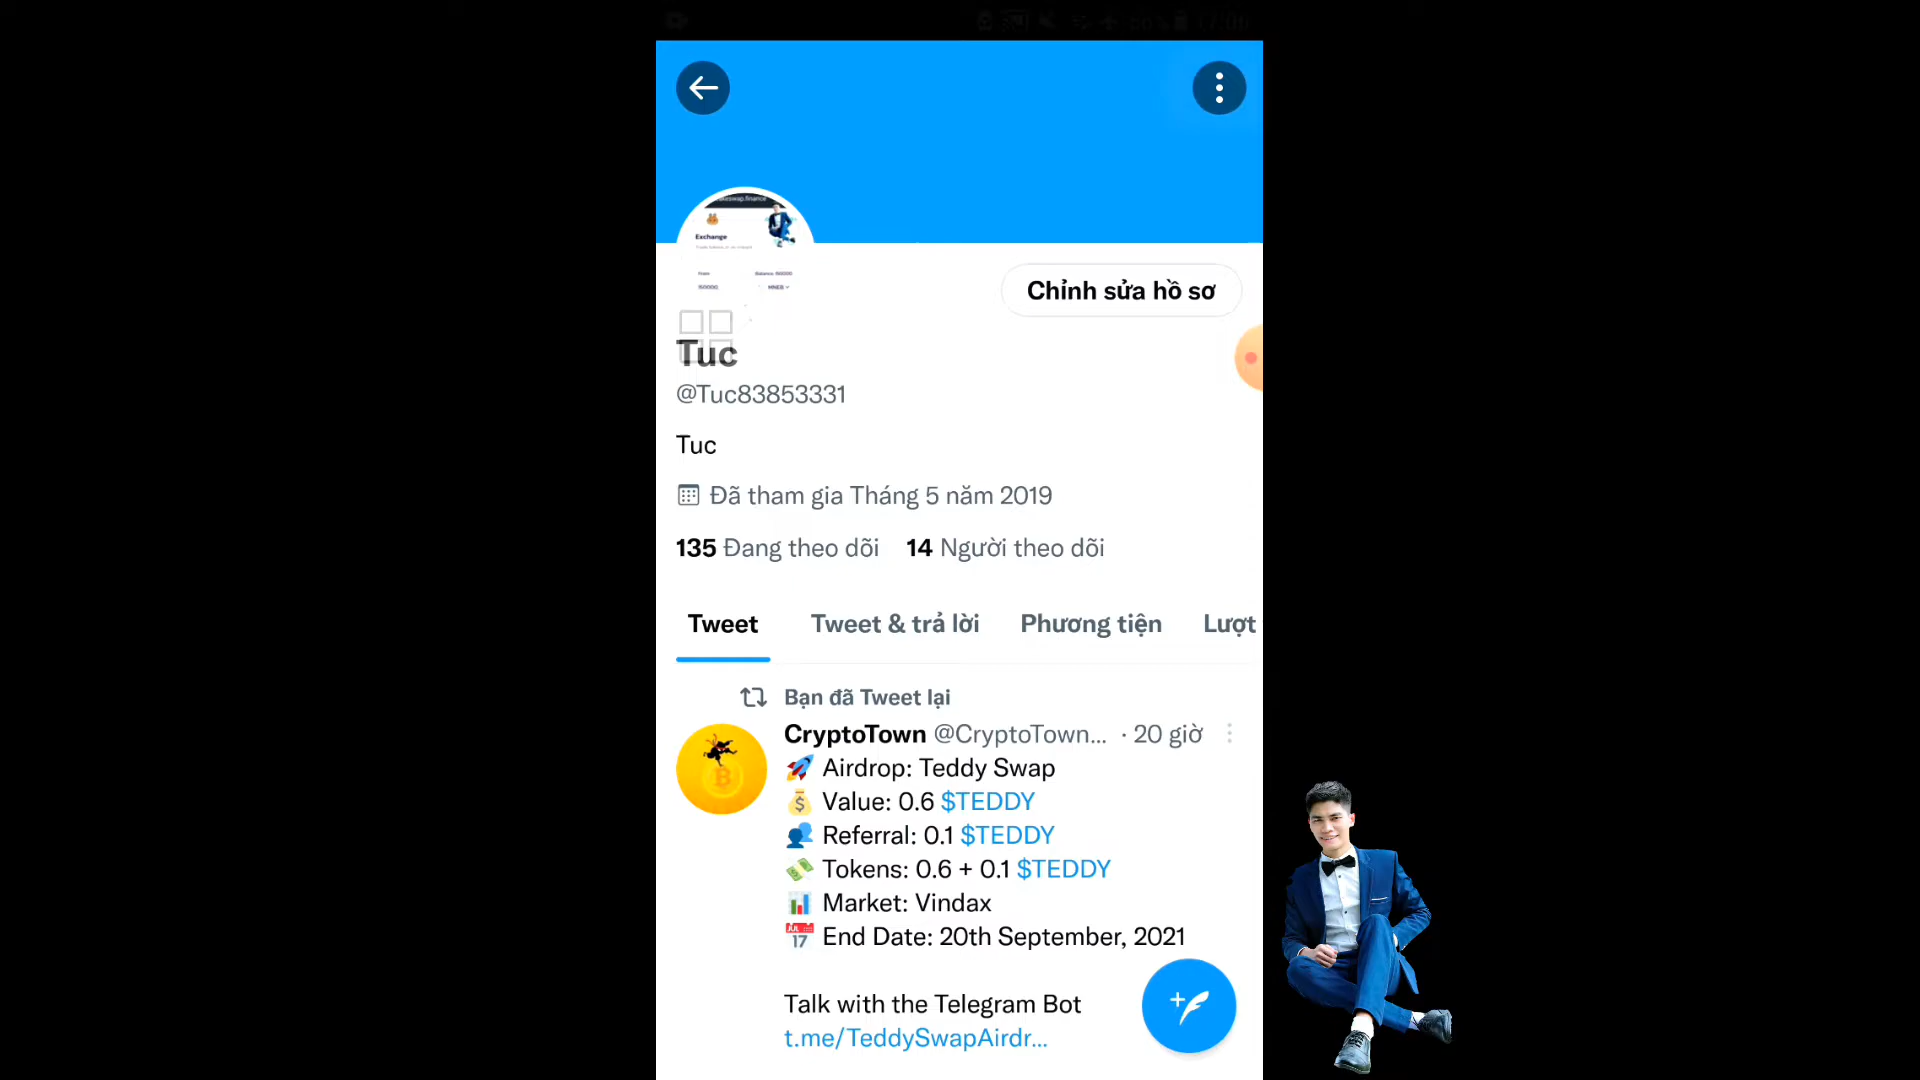 Exchange
Chỉnh sửa hồ sơ
Tuc
@Tuc83853331
Tuc
Đã tham gia Tháng 5 năm 2019
135 Đang theo dõi 14 Người theo dõi
Tweet Tweet & trả lời Phương tiện Lượt
Bạn đã Tweet lại
CryptoTown @CryptoTown... · 20 giờ
Airdrop: Teddy Swap
Value: 0.6 $TEDDY
Referral: 0.1 $TEDDY
Tokens: 0.6 + 0.1 $TEDDY
Market: Vindax
End Date: 20th September, 2021
Talk with the Telegram Bot
t.me/TeddySwapAirdr...